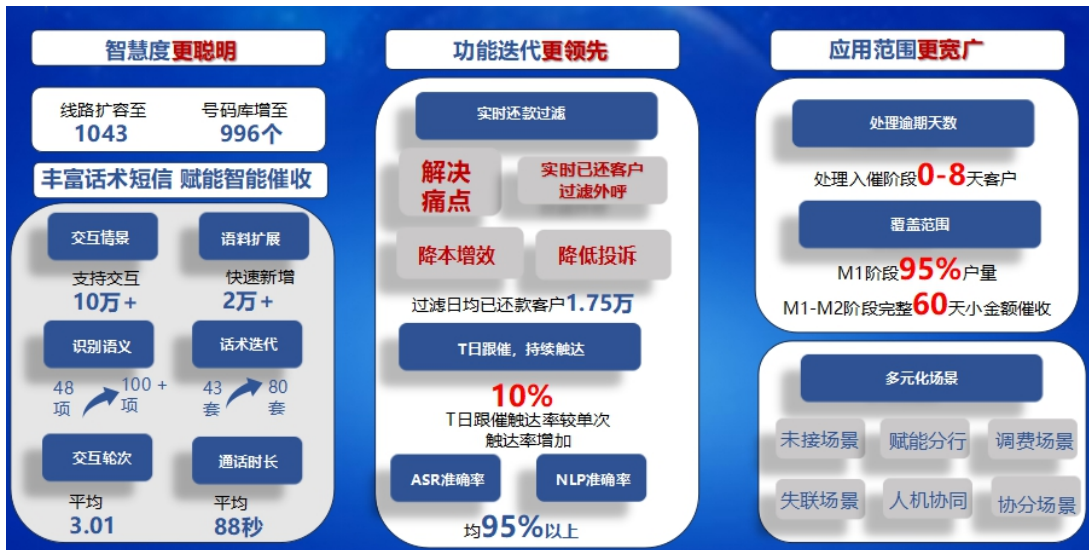 智慧度更聪明
线路扩容至
1043
号码库增至
996个
丰富话术短信 赋能智能催收
交互情景
支持交互
10万+
语料扩展
快速新增
2万+
识别语义
48
项
100 +
项
话术迭代
43
套
80
套
交互轮次
平均
3.01
通话时长
平均
88秒
功能迭代更领先
实时还款过滤
解决
痛点
实时已还客户
过滤外呼
降本增效
降低投诉
过滤日均已还款客户1.75万
T日跟催，持续触达
10%
T日跟催触达率较单次
触达率增加
ASR准确率
NLP准确率
均95%以上
应用范围更宽广
处理逾期天数
处理入催阶段0-8天客户
覆盖范围
M1阶段95%户量
M1-M2阶段完整60天小金额催收
多元化场景
未接场景
赋能分行
调费场景
失联场景
人机协同
协分场景